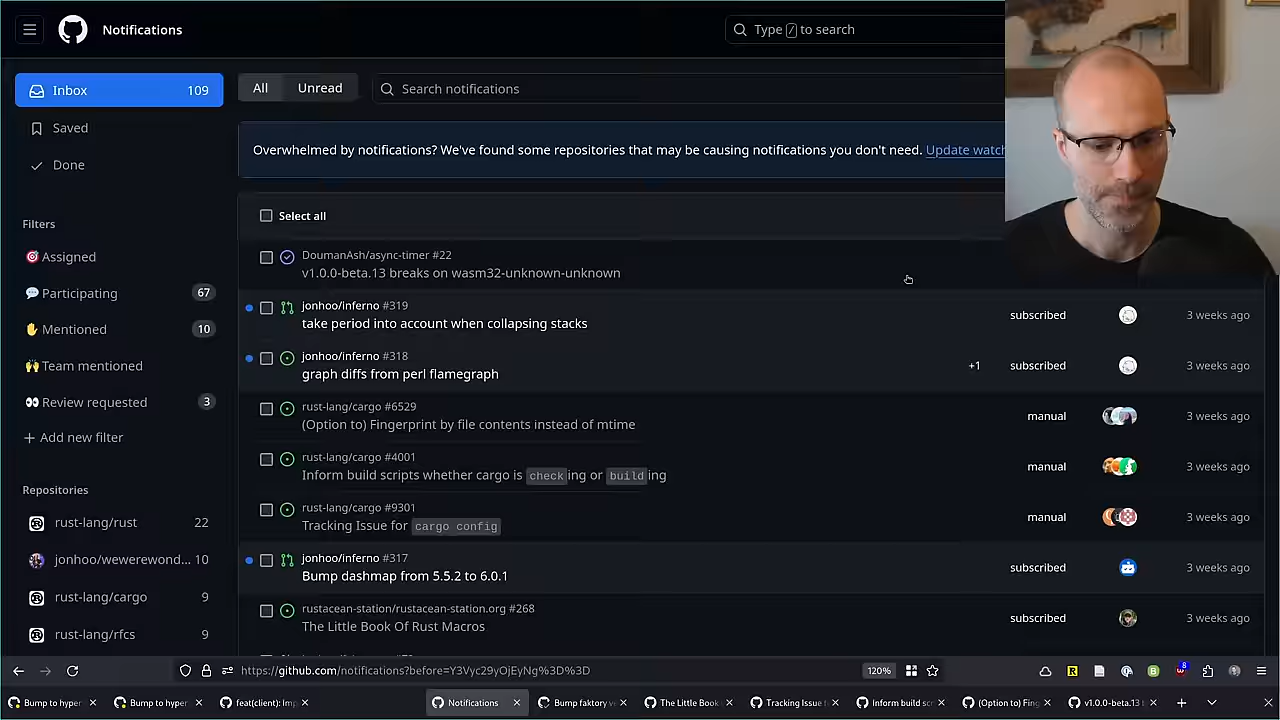 Notifications
Type / to search
Inbox 109
All
Unread
Search notifications
Saved
Done
Overwhelmed by notifications? We've found some repositories that may be causing notifications you don't need. Update watch
Select all
Filters
Assigned
Participating 67
Mentioned 10
Team mentioned
Review requested 3
Add new filter
Repositories
rust-lang/rust 22
jonhoo/wewerewond... 10
rust-lang/cargo 9
rust-lang/rfcs 9
DoumanAsh/async-timer #22
v1.0.0-beta.13 breaks on wasm32-unknown-unknown
jonhoo/inferno #319
take period into account when collapsing stacks
subscribed 3 weeks ago
jonhoo/inferno #318
graph diffs from perl flamegraph
+1 subscribed 3 weeks ago
rust-lang/cargo #6529
(Option to) Fingerprint by file contents instead of mtime
manual 3 weeks ago
rust-lang/cargo #4001
Inform build scripts whether cargo is checking or building
manual 3 weeks ago
rust-lang/cargo #9301
Tracking Issue for cargo config
manual 3 weeks ago
jonhoo/inferno #317
Bump dashmap from 5.5.2 to 6.0.1
subscribed 3 weeks ago
rustacean-station/rustacean-station.org #268
The Little Book Of Rust Macros
subscribed 3 weeks ago
https://github.com/notifications?before=Y3Vyc29yOjEyNg%3D%3D
120%
8
Bump to hyper
Bump to hyper
feat(client): Imp
Notifications
Bump faktory ve
The Little Book
Tracking Issue
Inform build scr
(Option to) Fing
v1.0.0-beta.13